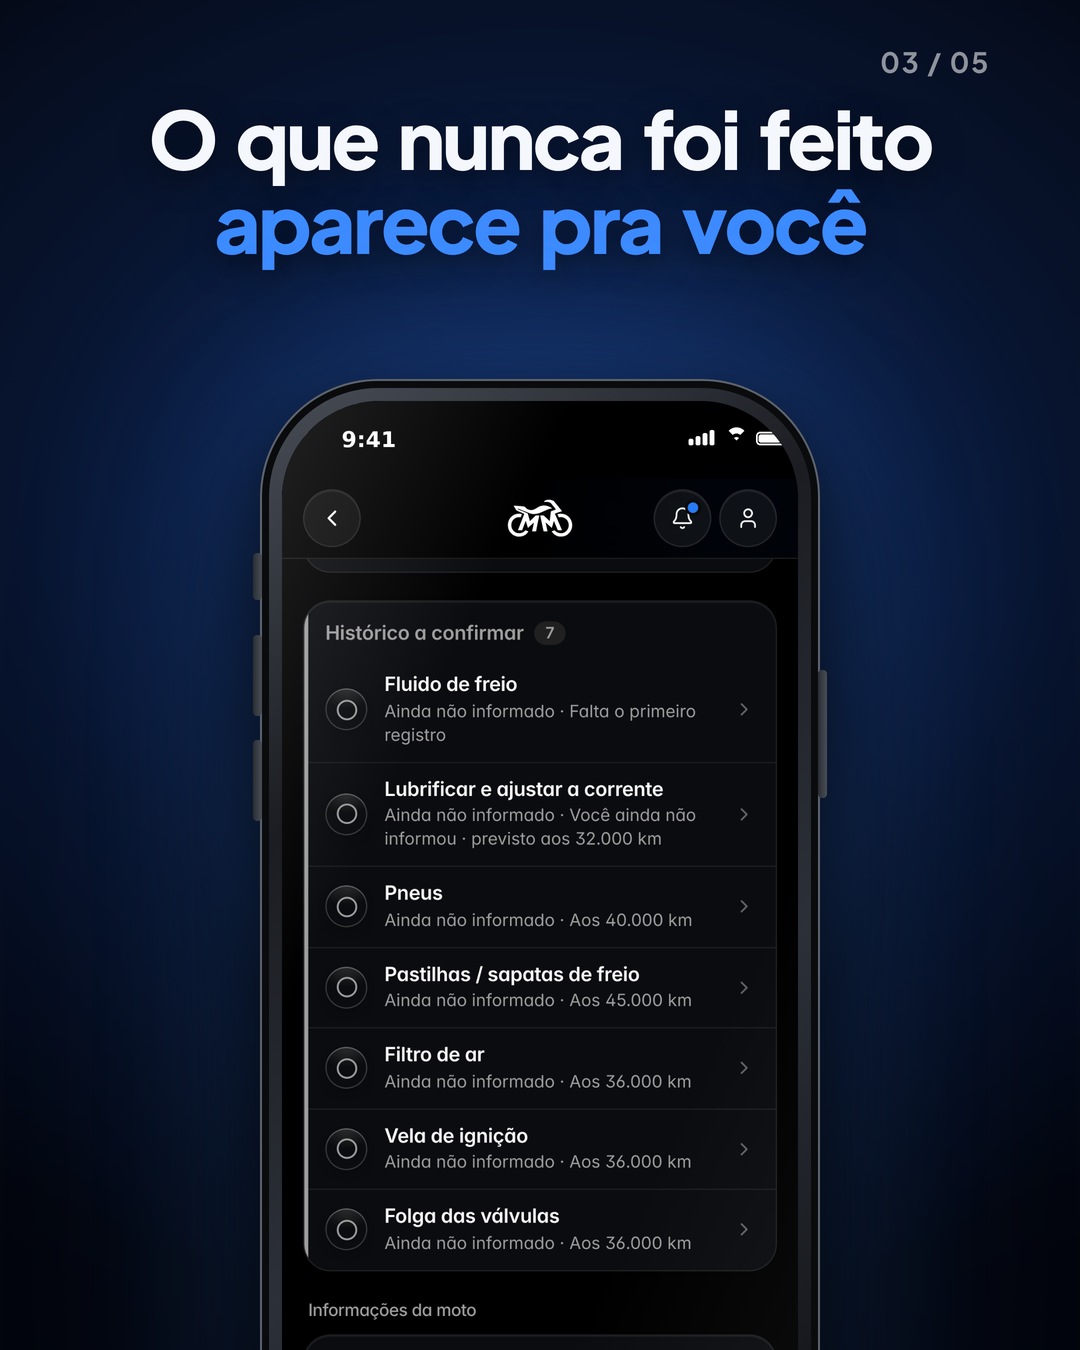 03 / 05
O que nunca foi feito
aparece pra você
9:41
MM
Histórico a confirmar 7
Fluido de freio
Ainda não informado · Falta o primeiro
registro
Lubrificar e ajustar a corrente
Ainda não informado · Você ainda não
informou · previsto aos 32.000 km
Pneus
Ainda não informado · Aos 40.000 km
Pastilhas / sapatas de freio
Ainda não informado · Aos 45.000 km
Filtro de ar
Ainda não informado · Aos 36.000 km
Vela de ignição
Ainda não informado · Aos 36.000 km
Folga das válvulas
Ainda não informado · Aos 36.000 km
Informações da moto